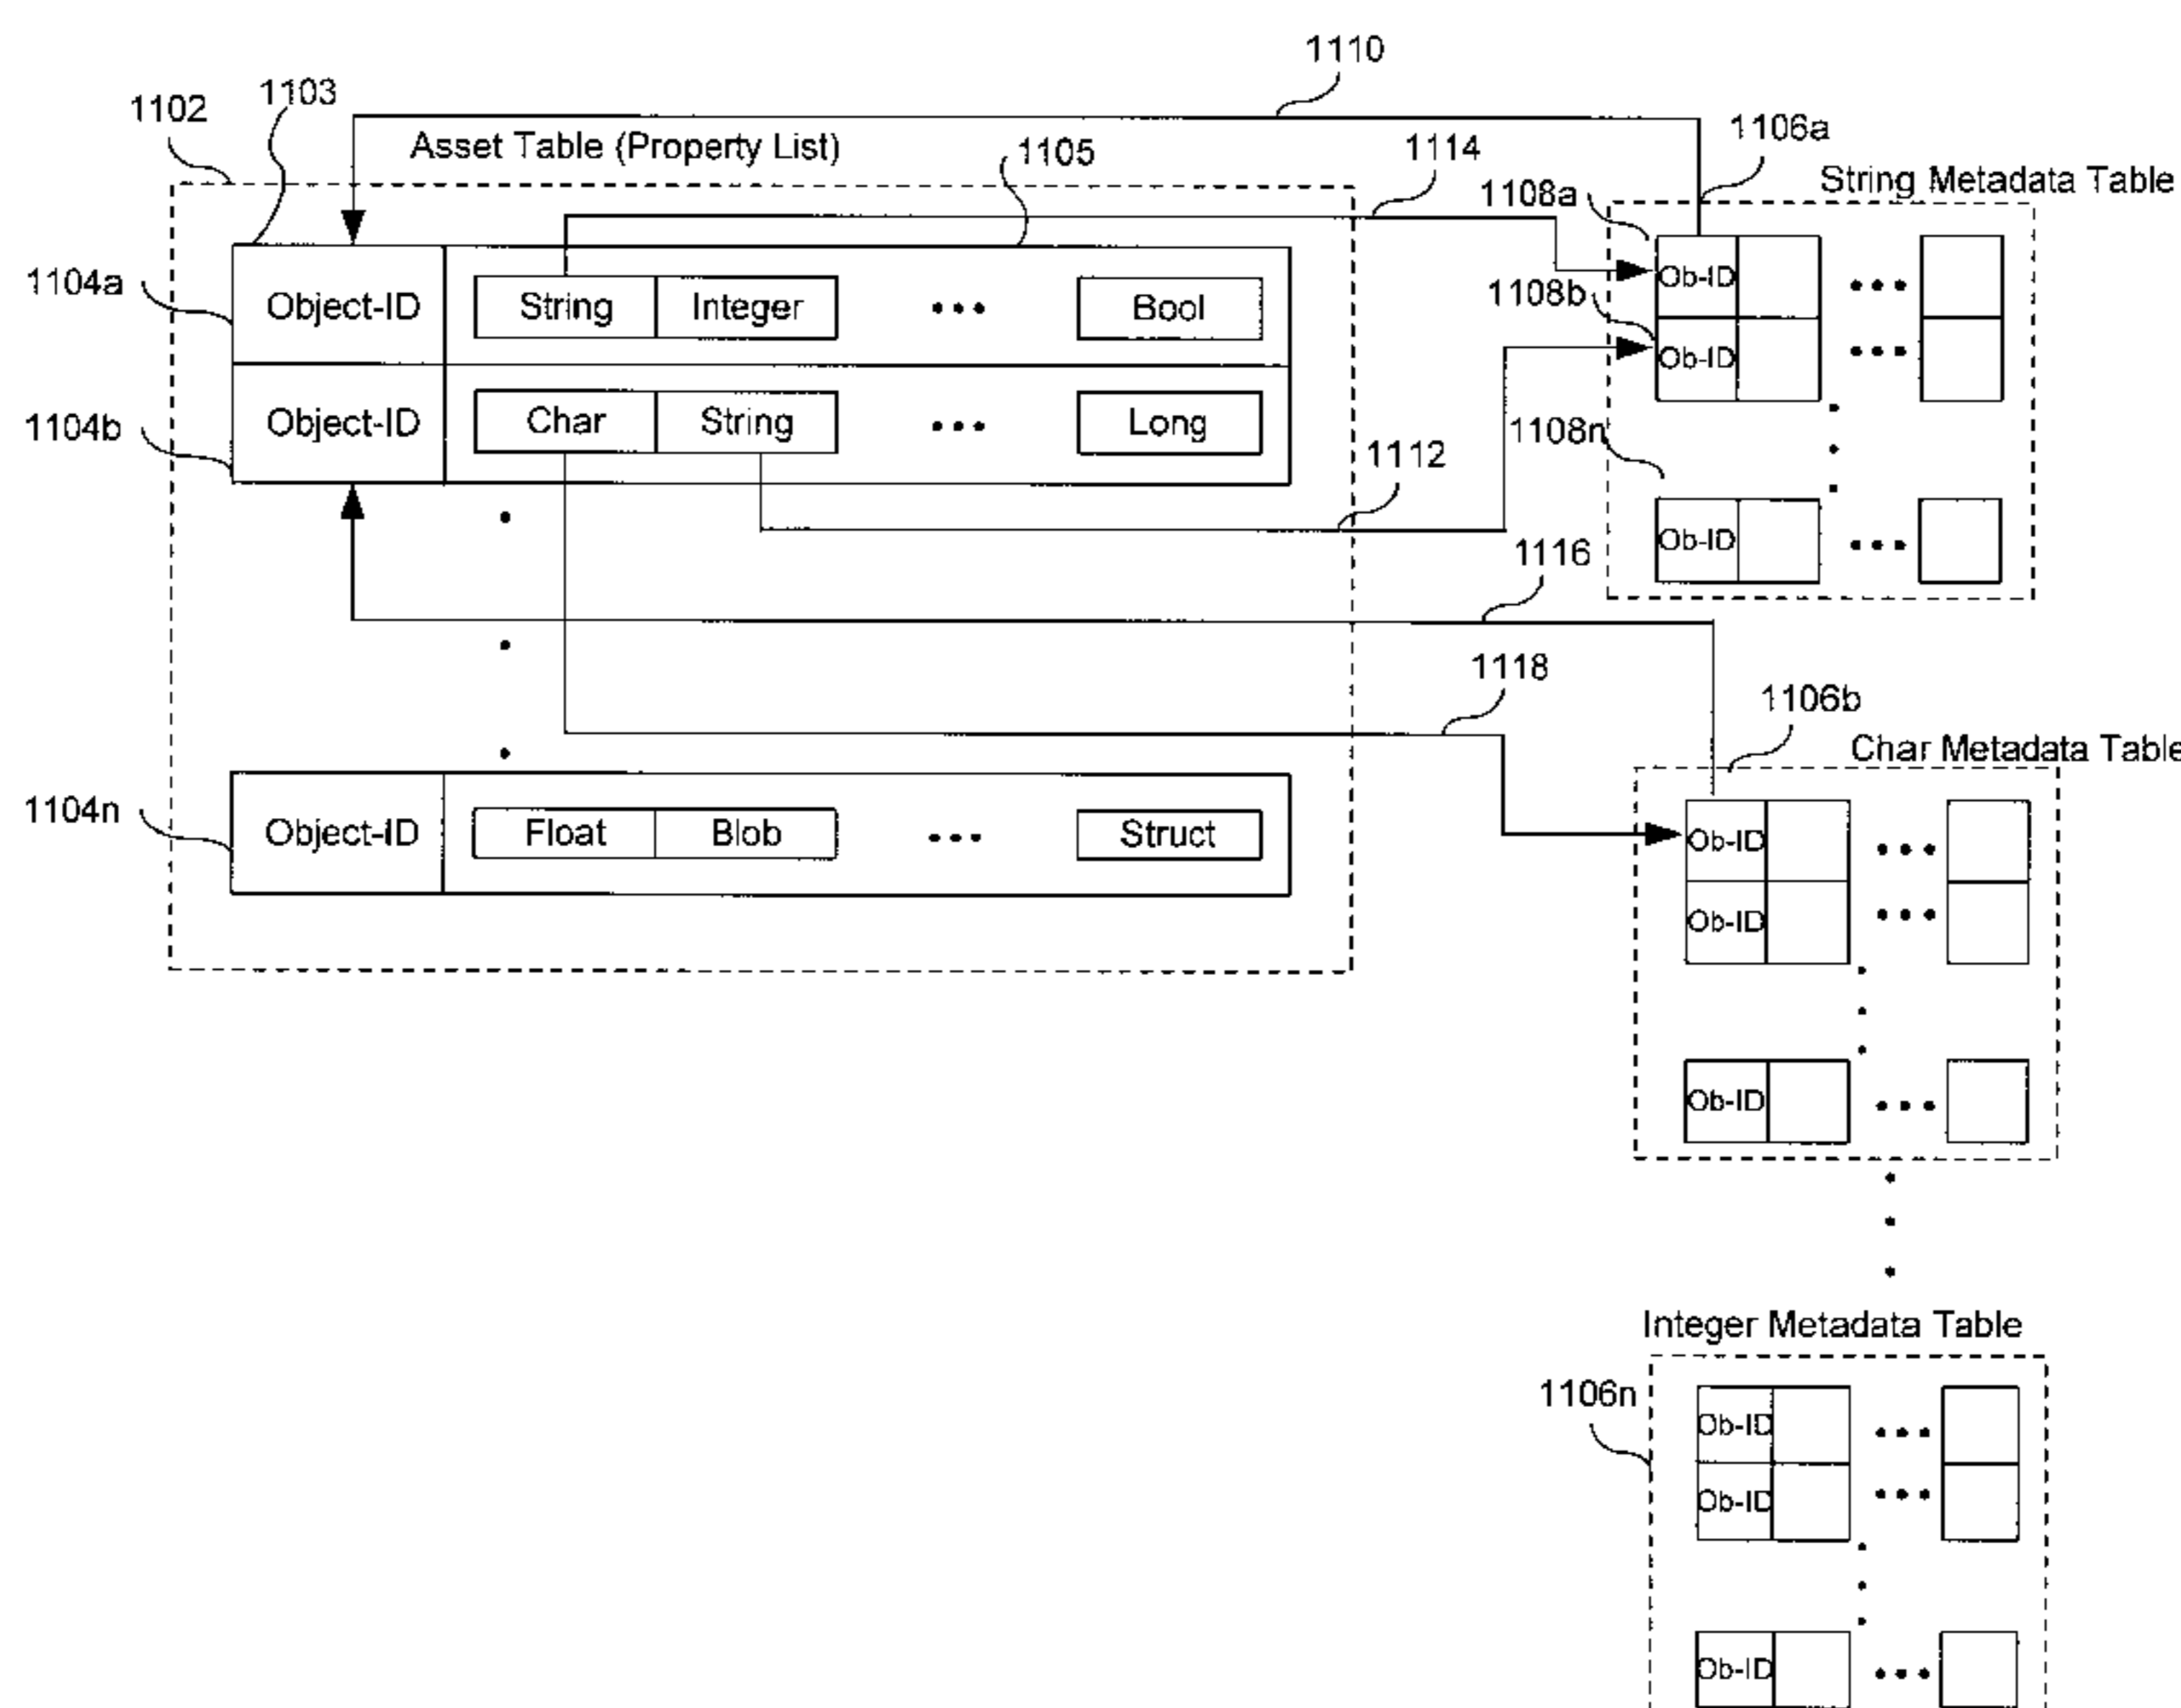 1110
1102
1103
Asset Table (Property List)
1105
1114
1106a
String Metadata Table
1108a
1104a
Object-ID
String
Integer
•••
Bool
Ob-ID
•••
1108b
Ob-ID
•••
1104b
Object-ID
Char
String
•••
Long
1112
1108n
Ob-ID
•••
1116
1118
1106b
Char Metadata Table
1104n
Object-ID
Float
Blob
•••
Struct
Ob-ID
•••
Ob-ID
•••
Ob-ID
•••
Integer Metadata Table
1106n
Ob-ID
•••
Ob-ID
•••
Ob-ID
•••